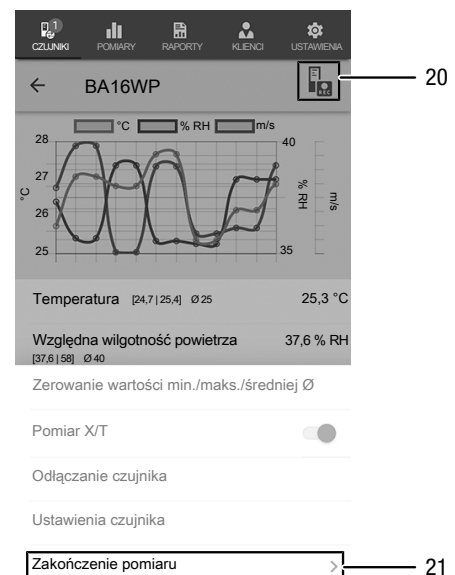 1
CZUJNIKI POMIARY RAPORTY KLIENCI USTAWIENIA
BA16WP
REC
20
°C % RH m/s
28 40
27
26
25 35
°C
% RH
m/s
Temperatura [24,7 | 25,4] Ø 25 25,3 °C
Względna wilgotność powietrza 37,6 % RH
[37,6 | 58] Ø 40
Zerowanie wartości min./maks./średniej Ø
Pomiar X/T
Odłączanie czujnika
Ustawienia czujnika
Zakończenie pomiaru
21